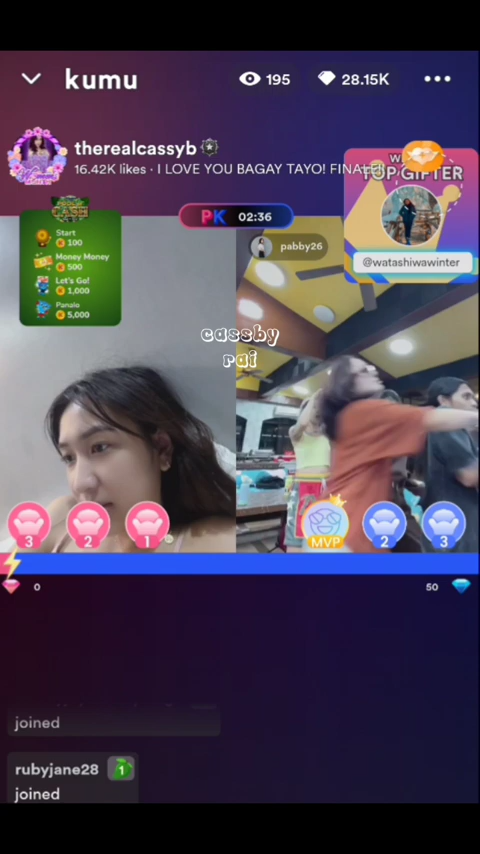 kumu
195
28.15K
therealcassyb
16.42K likes · I LOVE YOU BAGAY TAYO! FINALE!!
TOP GIFTER
@watashiwawinter
PK 02:36
Start
100
Money Money
500
Let's Go!
1,000
Panalo
5,000
pabby26
cassby
rai
3
2
1
MVP
2
3
0
50
joined
rubyjane28 1
joined